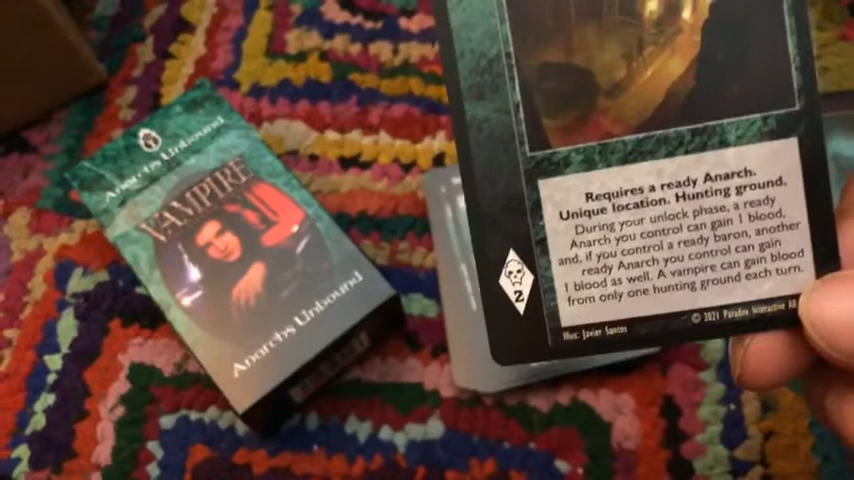 Anarchs Unbound
VAMPIRE
Anarchs Unbound
Requires a ready Anarch.
Unique location. Hunting ground.
During your unlock phase, a ready
Anarch you control can gain 1 blood,
and, if you control a ready baron, another
ready Anarch you control can gain
1 blood as well. A vampire can gain blood
from only one hunting ground each turn.
2
Illus: Javier Santos
© 2021 Paradox Interactive AB